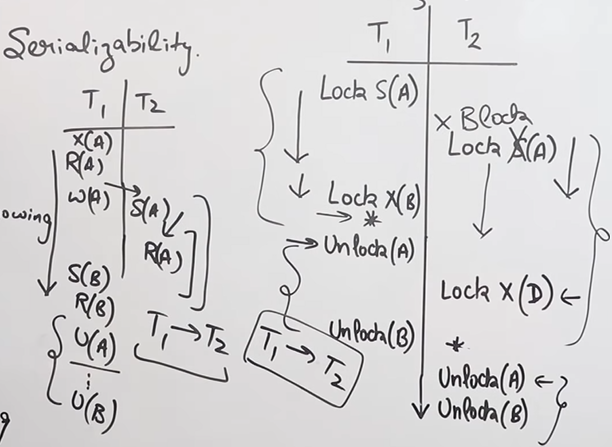 Serializability.
T₁ T₂
X(A)
R(A)
W(A) S(A)
R(A)
owing
S(B)
R(B)
U(A)
⋮
U(B)
T₁ → T₂
T₁ T₂
Lock S(A)
X Block
Lock X(A)
Lock X(B)
→ *
→ Unlock(A)
Lock X(D) ←
Unlock(B)
*
Unlock(A) ←
Unlock(B)
T₁ → T₂